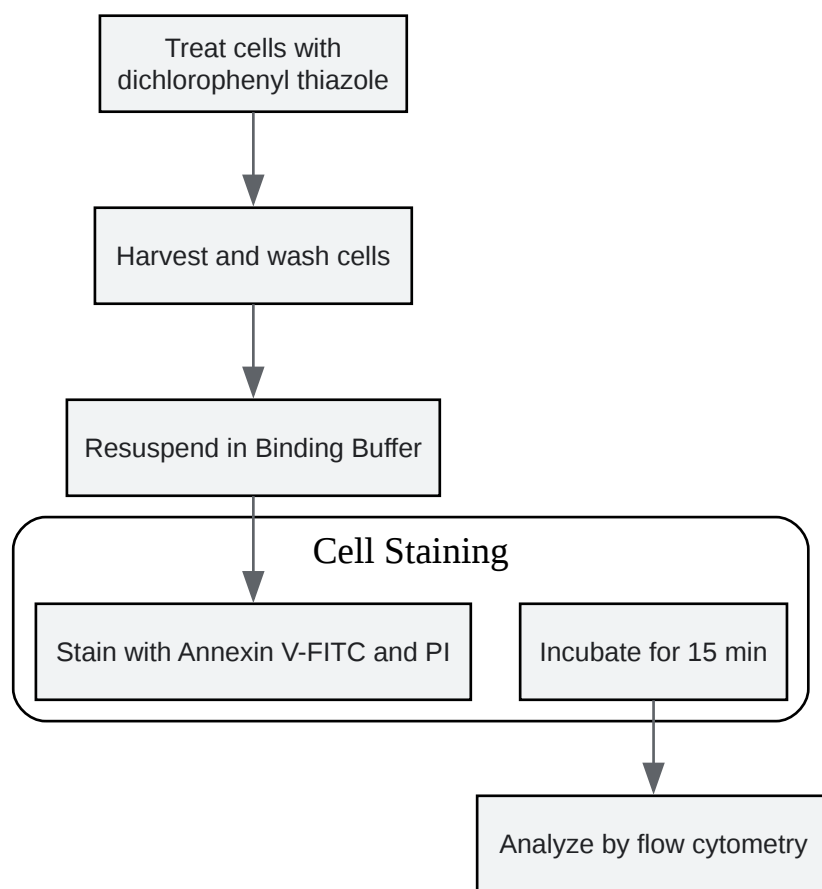 Treat cells with
dichlorophenyl thiazole
Harvest and wash cells
Resuspend in Binding Buffer
Cell Staining
Stain with Annexin V-FITC and PI
Incubate for 15 min
Analyze by flow cytometry